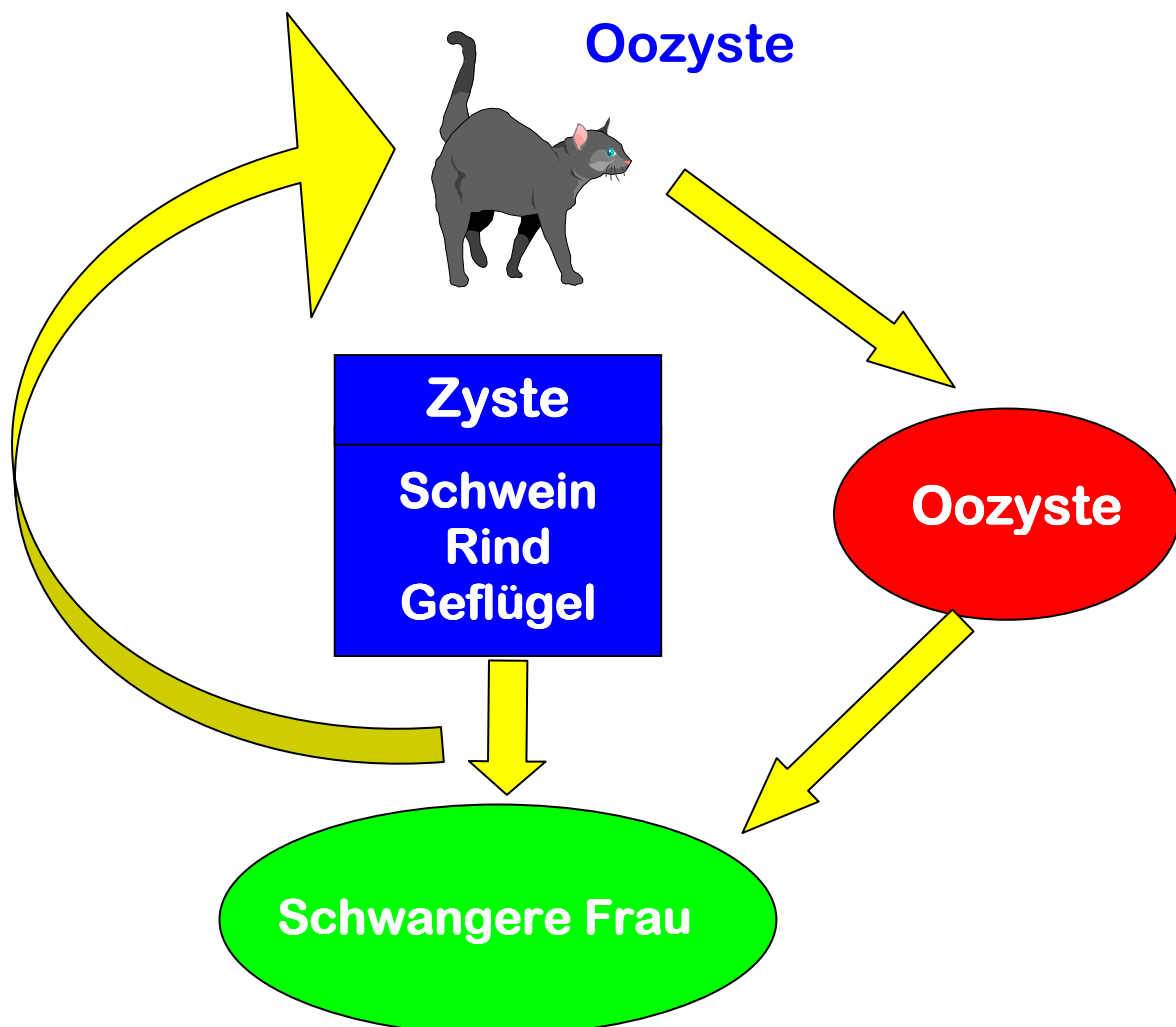 Oozyste
Zyste
Schwein
Rind
Geflügel
Oozyste
Schwangere Frau